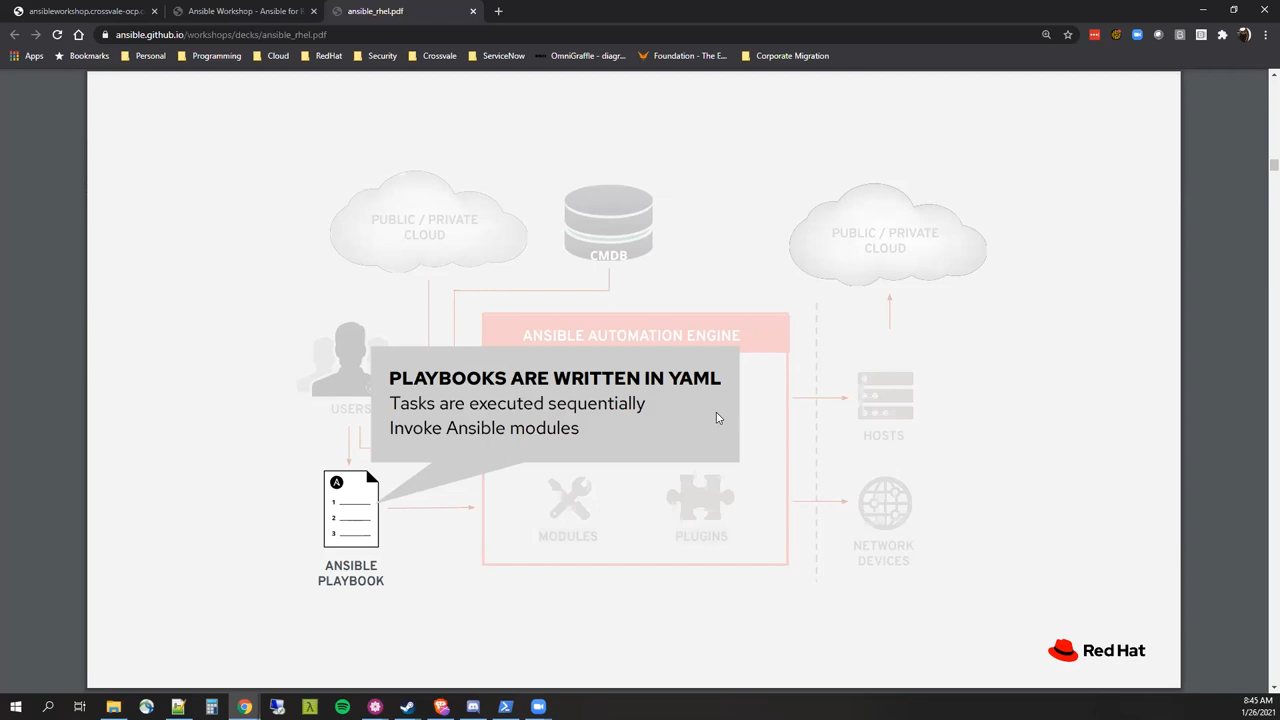 ansibleworkshop.crossvale-ocp.c
Ansible Workshop - Ansible for R
ansible_rhel.pdf
ansible.github.io/workshops/decks/ansible_rhel.pdf
Apps
Bookmarks
Personal
Programming
Cloud
RedHat
Security
Crossvale
ServiceNow
OmniGraffle - diagr...
Foundation - The E...
Corporate Migration
PUBLIC / PRIVATE
CLOUD
CMDB
PUBLIC / PRIVATE
CLOUD
ANSIBLE AUTOMATION ENGINE
USERS
PLAYBOOKS ARE WRITTEN IN YAML
Tasks are executed sequentially
Invoke Ansible modules
HOSTS
A
1
2
3
ANSIBLE
PLAYBOOK
MODULES
PLUGINS
NETWORK
DEVICES
Red Hat
8:45 AM
1/26/2021